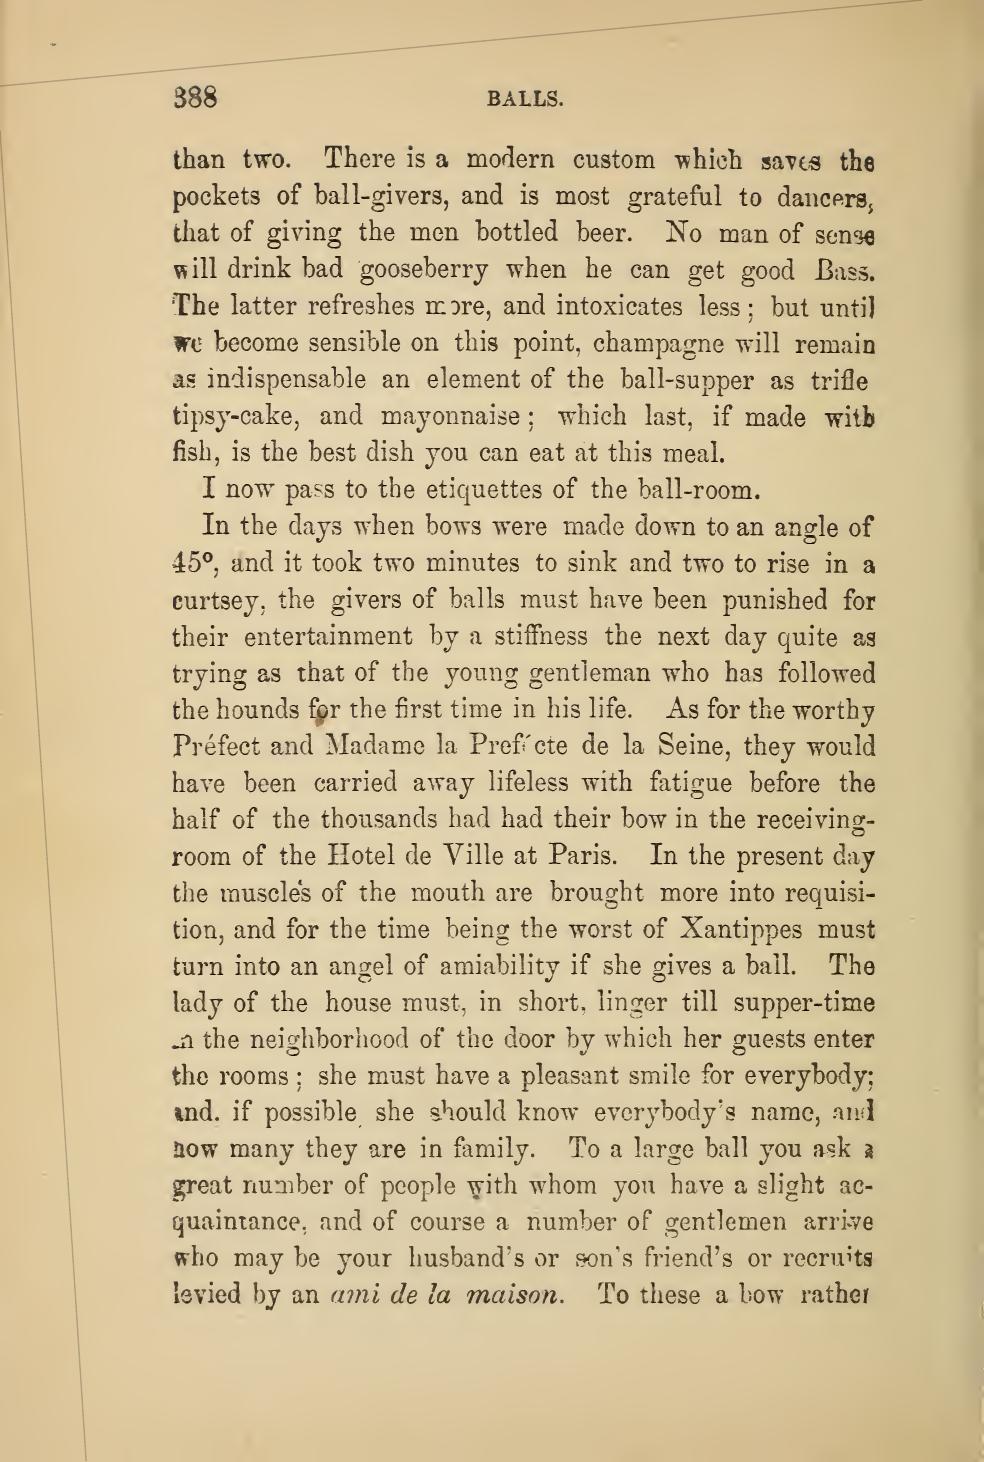 388 BALLS.
than two. There is a modern custom which saves the
pockets of ball-givers, and is most grateful to dancers,
that of giving the men bottled beer. No man of sense
will drink bad gooseberry when he can get good Bass.
The latter refreshes more, and intoxicates less; but until
we become sensible on this point, champagne will remain
as indispensable an element of the ball-supper as trifle
tipsy-cake, and mayonnaise; which last, if made with
fish, is the best dish you can eat at this meal.
I now pass to the etiquettes of the ball-room.
In the days when bows were made down to an angle of
45°, and it took two minutes to sink and two to rise in a
curtsey, the givers of balls must have been punished for
their entertainment by a stiffness the next day quite as
trying as that of the young gentleman who has followed
the hounds for the first time in his life. As for the worthy
Préfect and Madame la Prefécte de la Seine, they would
have been carried away lifeless with fatigue before the
half of the thousands had had their bow in the receiving-
room of the Hotel de Ville at Paris. In the present day
the muscles of the mouth are brought more into requisi-
tion, and for the time being the worst of Xantippes must
turn into an angel of amiability if she gives a ball. The
lady of the house must, in short, linger till supper-time
in the neighborhood of the door by which her guests enter
the rooms; she must have a pleasant smile for everybody;
and. if possible she should know everybody's name, and
how many they are in family. To a large ball you ask a
great number of people with whom you have a slight ac-
quaintance, and of course a number of gentlemen arrive
who may be your husband's or son's friend's or recruits
levied by an ami de la maison. To these a bow rather